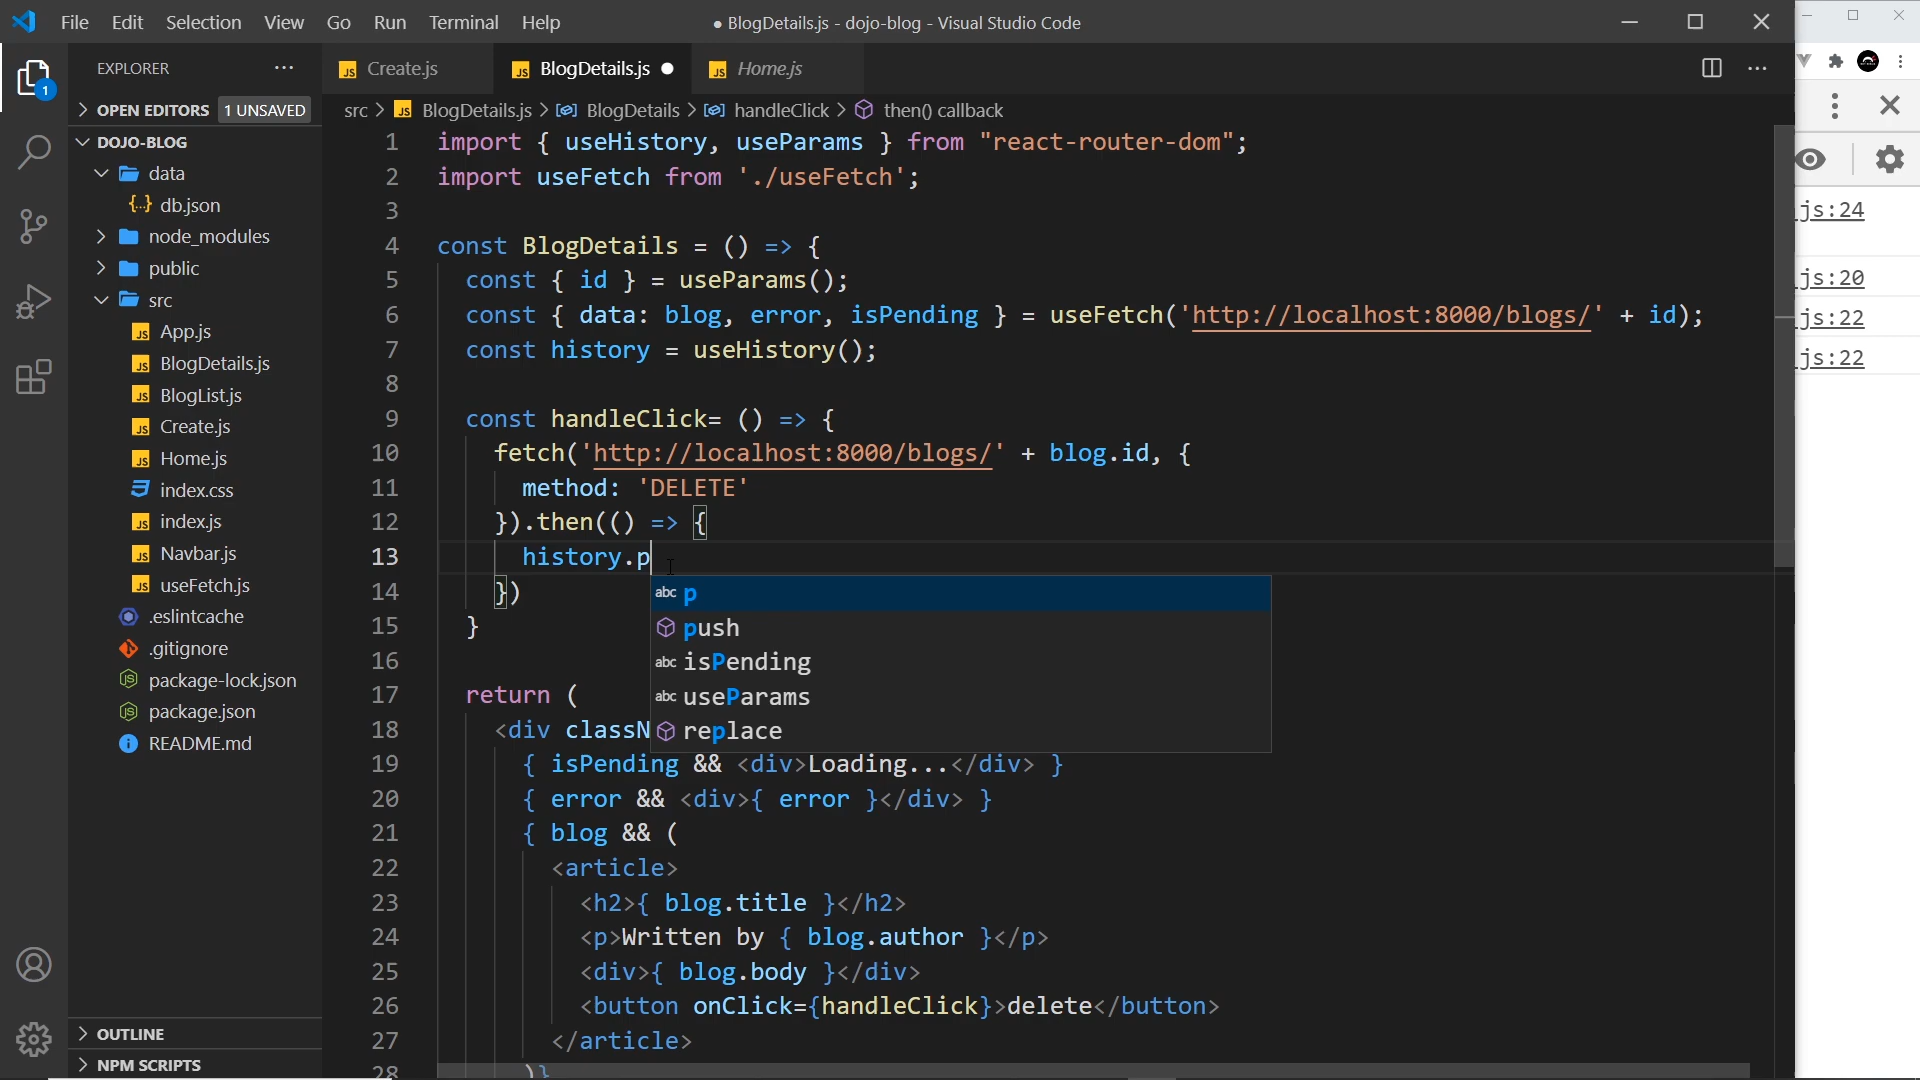 File Edit Selection View Go Run Terminal Help
● BlogDetails.js - dojo-blog - Visual Studio Code
EXPLORER
OPEN EDITORS 1 UNSAVED
DOJO-BLOG
data
db.json
node_modules
public
src
App.js
BlogDetails.js
BlogList.js
Create.js
Home.js
index.css
index.js
Navbar.js
useFetch.js
.eslintcache
.gitignore
package-lock.json
package.json
README.md
OUTLINE
NPM SCRIPTS
1
Create.js BlogDetails.js Home.js
src > BlogDetails.js > BlogDetails > handleClick > then() callback
1 import { useHistory, useParams } from "react-router-dom";
2 import useFetch from './useFetch';
3
4 const BlogDetails = () => {
5 const { id } = useParams();
6 const { data: blog, error, isPending } = useFetch('http://localhost:8000/blogs/' + id);
7 const history = useHistory();
8
9 const handleClick= () => {
10 fetch('http://localhost:8000/blogs/' + blog.id, {
11 method: 'DELETE'
12 }).then(() => {
13 history.p
14 })
15 }
16
17 return (
18 <div classN
19 { isPending && <div>Loading...</div> }
20 { error && <div>{ error }</div> }
21 { blog && (
22 <article>
23 <h2>{ blog.title }</h2>
24 <p>Written by { blog.author }</p>
25 <div>{ blog.body }</div>
26 <button onClick={handleClick}>delete</button>
27 </article>
28 )}
abc p
push
abc isPending
abc useParams
replace
js:24
js:20
js:22
js:22